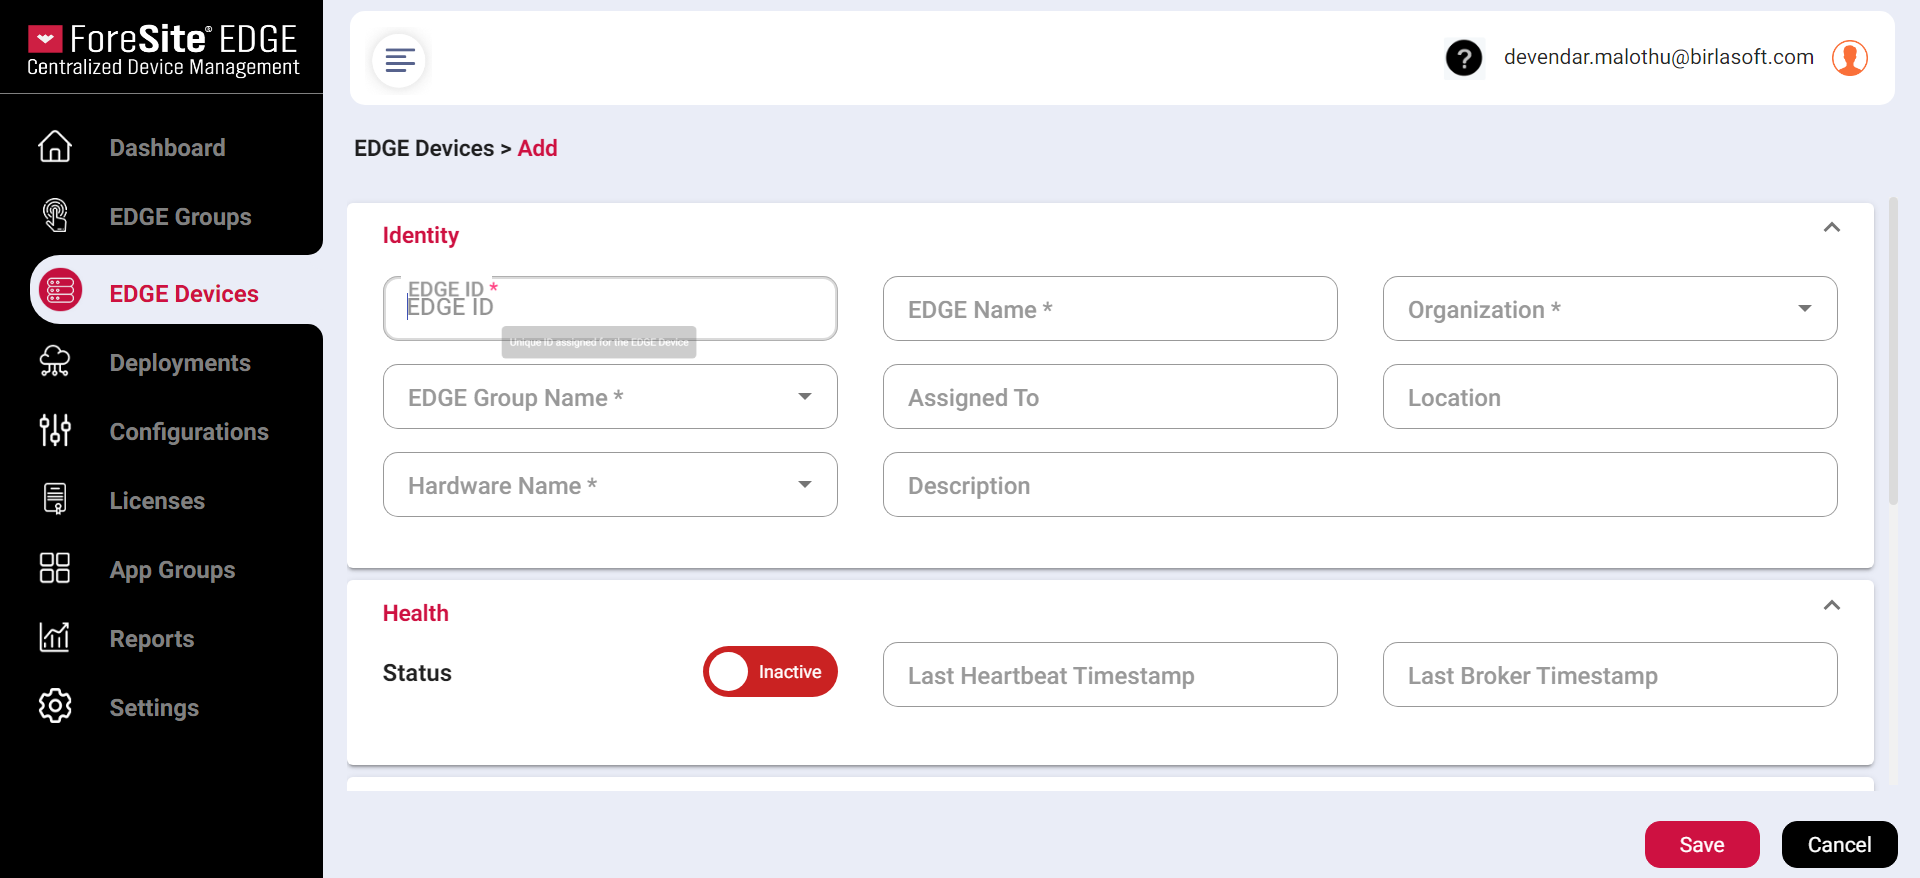 ForeSite® EDGE
Centralized Device Management
? devendar.malothu@birlasoft.com
Dashboard
EDGE Groups
EDGE Devices
Deployments
Configurations
Licenses
App Groups
Reports
Settings
EDGE Devices > Add
Identity
EDGE ID *
EDGE ID
Unique ID assigned for the EDGE Device
EDGE Name *
Organization *
EDGE Group Name *
Assigned To
Location
Hardware Name *
Description
Health
Status
Inactive
Last Heartbeat Timestamp
Last Broker Timestamp
Save
Cancel